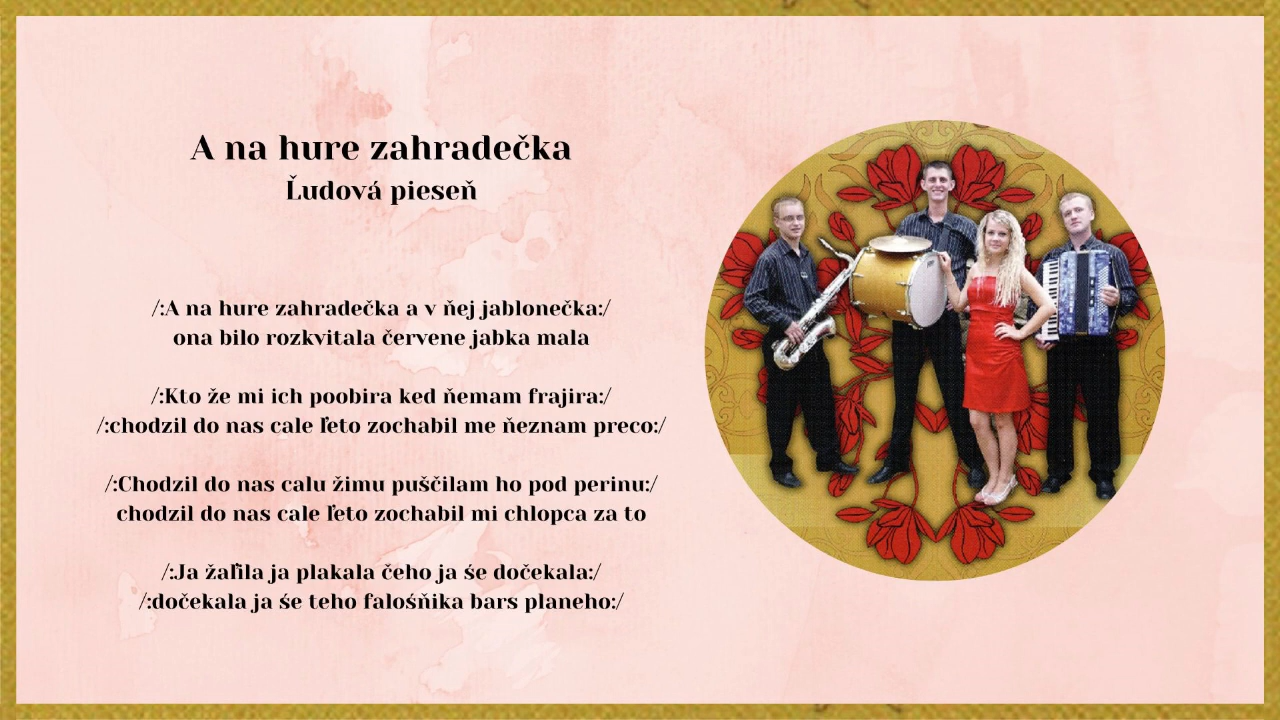 A na hure zahradečka
Ľudová pieseň
/:A na hure zahradečka a v ňej jablonečka:/
ona bilo rozkvitala červene jabka mala
/:Kto že mi ich poobira ked ňemam frajira:/
/:chodzil do nas cale ľeto zochabil me ňeznam preco:/
/:Chodzil do nas calu žimu puščilam ho pod perinu:/
chodzil do nas cale ľeto zochabil mi chlopca za to
/:Ja žaľila ja plakala čeho ja śe dočekala:/
/:dočekala ja śe teho falośňika bars planeho:/